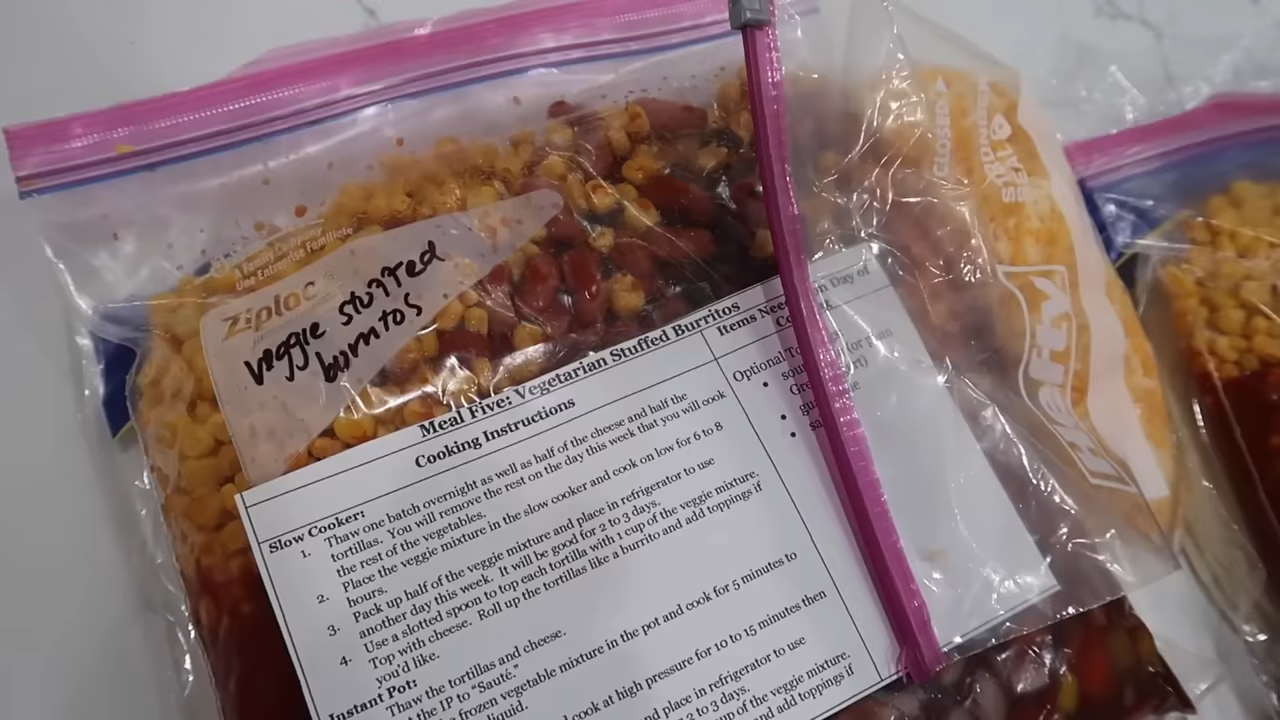 A Family Company
Une Entreprise Familiale
Ziploc
veggie stuffed
burritos
CLOSER
SEAL
Hefty
Meal Five: Vegetarian Stuffed Burritos
Cooking Instructions
Items Day of
Slow Cooker:
1. Thaw one batch overnight as well as half of the cheese and half the
tortillas. You will remove the rest on the day this week that you will cook
the rest of the vegetables.
2. Place the veggie mixture in the slow cooker and cook on low for 6 to 8
hours.
3. Pack up half of the veggie mixture and place in refrigerator to use
another day this week. It will be good for 2 to 3 days.
4. Use a slotted spoon to top each tortilla with 1 cup of the veggie mixture.
Top with cheese. Roll up the tortillas like a burrito and add toppings if
you'd like.
Optional
(or plain
Instant Pot:
Thaw the tortillas and cheese.
the IP to "Sauté."
frozen vegetable mixture in the pot and cook for 5 minutes to
liquid.
cook at high pressure for 10 to 15 minutes then
and place in refrigerator to use
2 to 3 days.
cup of the veggie mixture.
and add toppings if